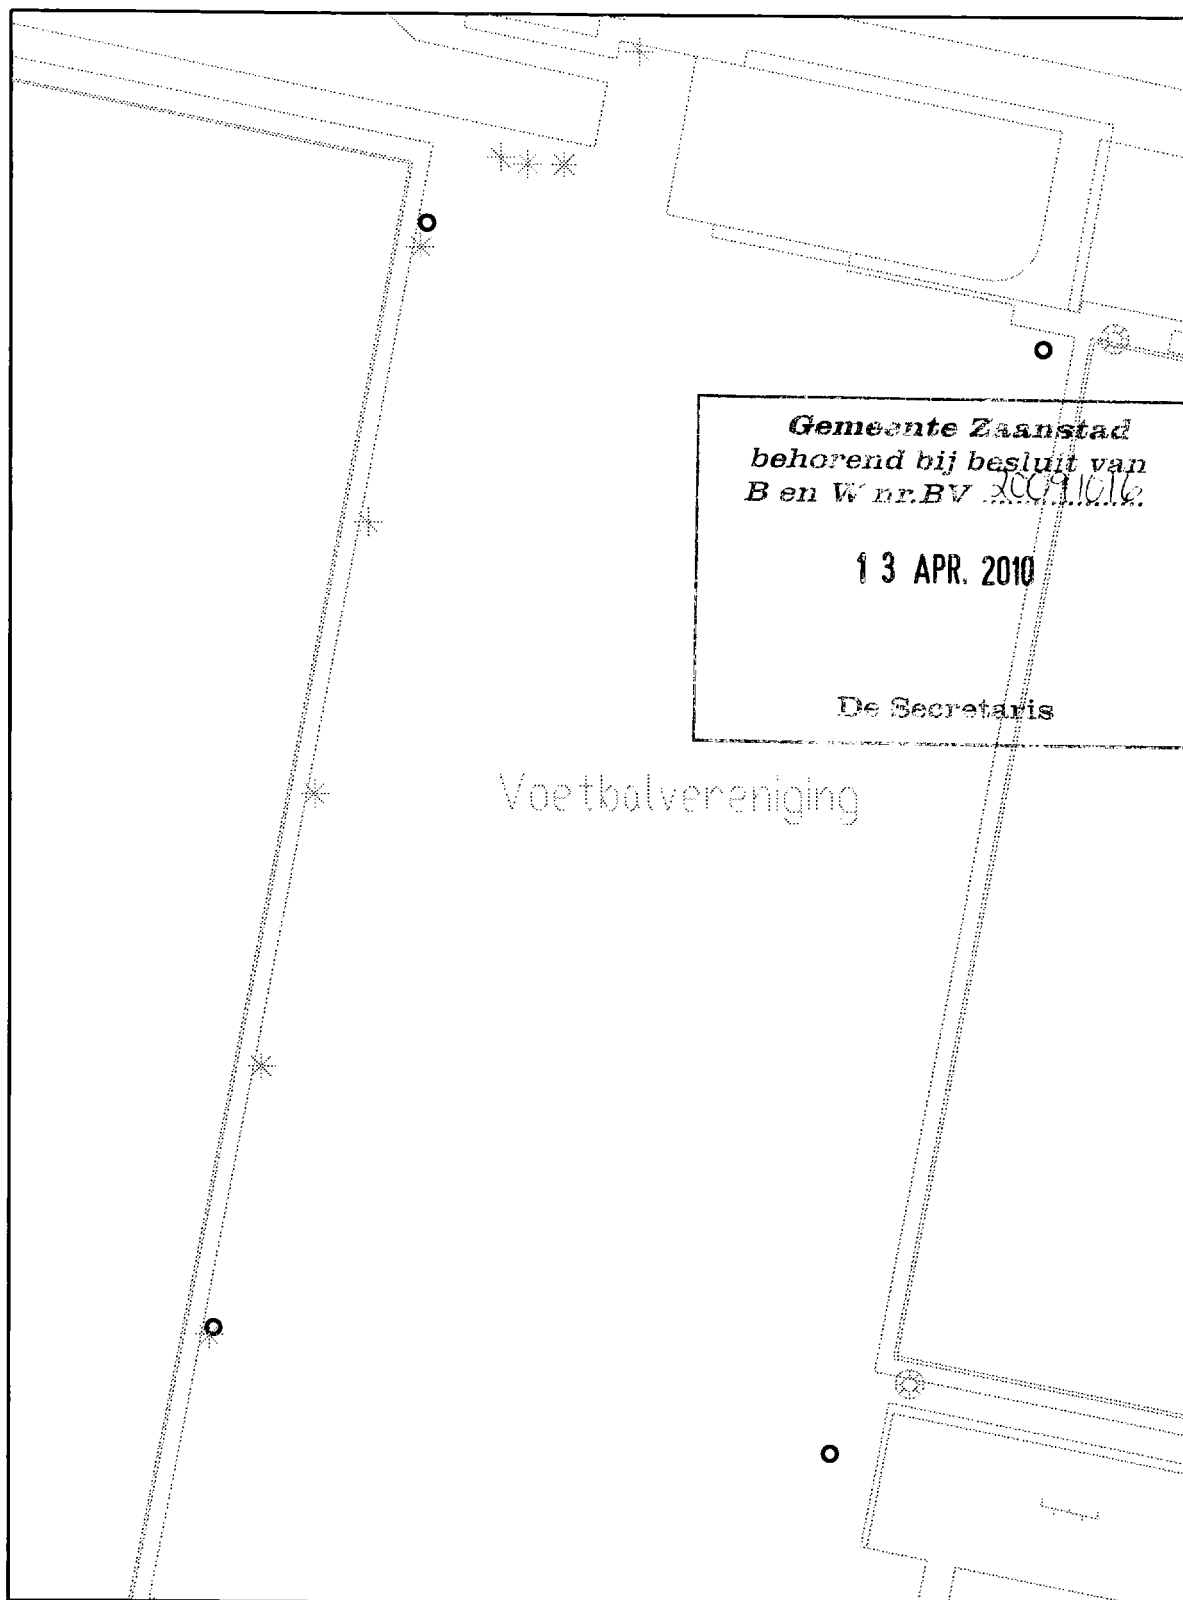 Gemeente Zaanstad
behorend bij besluit van
B en W nr. BV 20091016
13 APR. 2010
De Secretaris
Voetbalvereniging